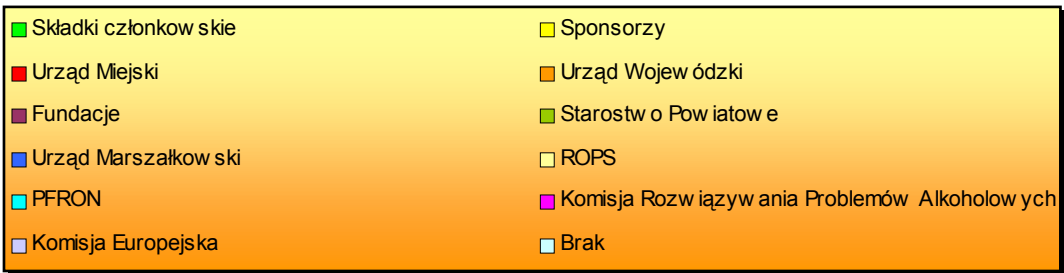 Składki członkowskie
Sponsorzy
Urząd Miejski
Urząd Wojewódzki
Fundacje
Starostwo Powiatowe
Urząd Marszałkowski
ROPS
PFRON
Komisja Rozwiązywania Problemów Alkoholowych
Komisja Europejska
Brak